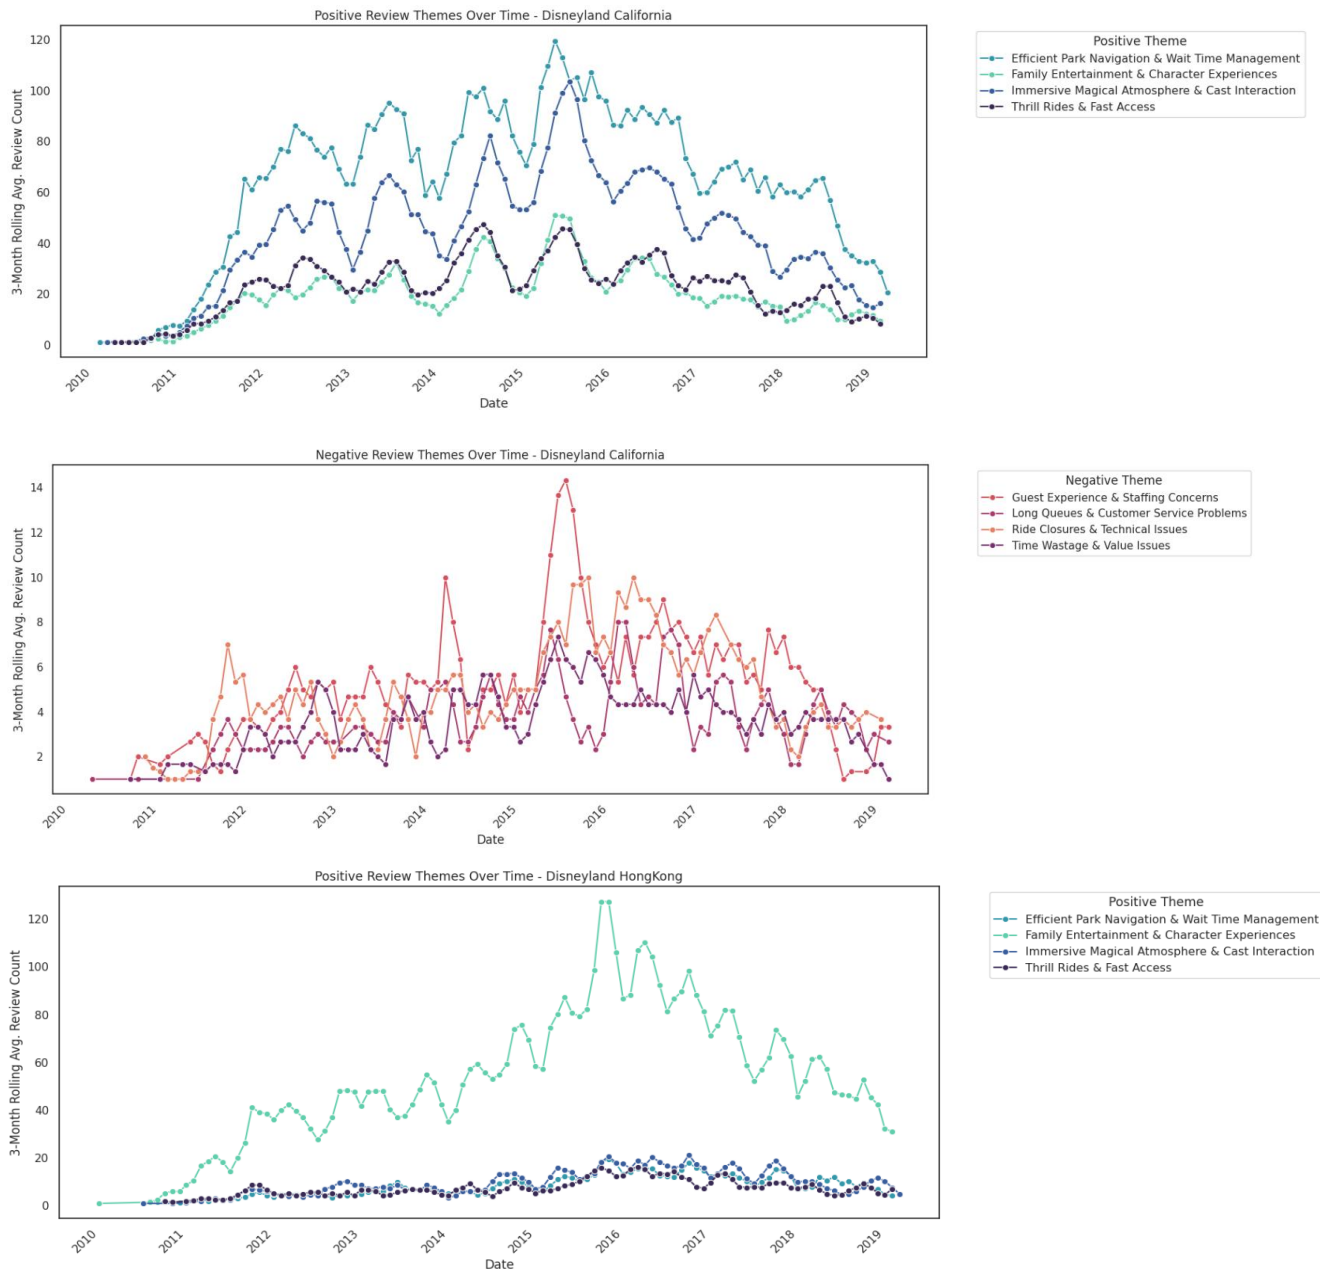 Positive Review Themes Over Time - Disneyland California
120
100
80
60
40
20
0
3-Month Rolling Avg. Review Count
2010
2011
2012
2013
2014
2015
2016
2017
2018
2019
Date
Positive Theme
Efficient Park Navigation & Wait Time Management
Family Entertainment & Character Experiences
Immersive Magical Atmosphere & Cast Interaction
Thrill Rides & Fast Access
Negative Review Themes Over Time - Disneyland California
14
12
10
8
6
4
2
3-Month Rolling Avg. Review Count
2010
2011
2012
2013
2014
2015
2016
2017
2018
2019
Date
Negative Theme
Guest Experience & Staffing Concerns
Long Queues & Customer Service Problems
Ride Closures & Technical Issues
Time Wastage & Value Issues
Positive Review Themes Over Time - Disneyland HongKong
120
100
80
60
40
20
0
3-Month Rolling Avg. Review Count
2010
2011
2012
2013
2014
2015
2016
2017
2018
2019
Date
Positive Theme
Efficient Park Navigation & Wait Time Management
Family Entertainment & Character Experiences
Immersive Magical Atmosphere & Cast Interaction
Thrill Rides & Fast Access